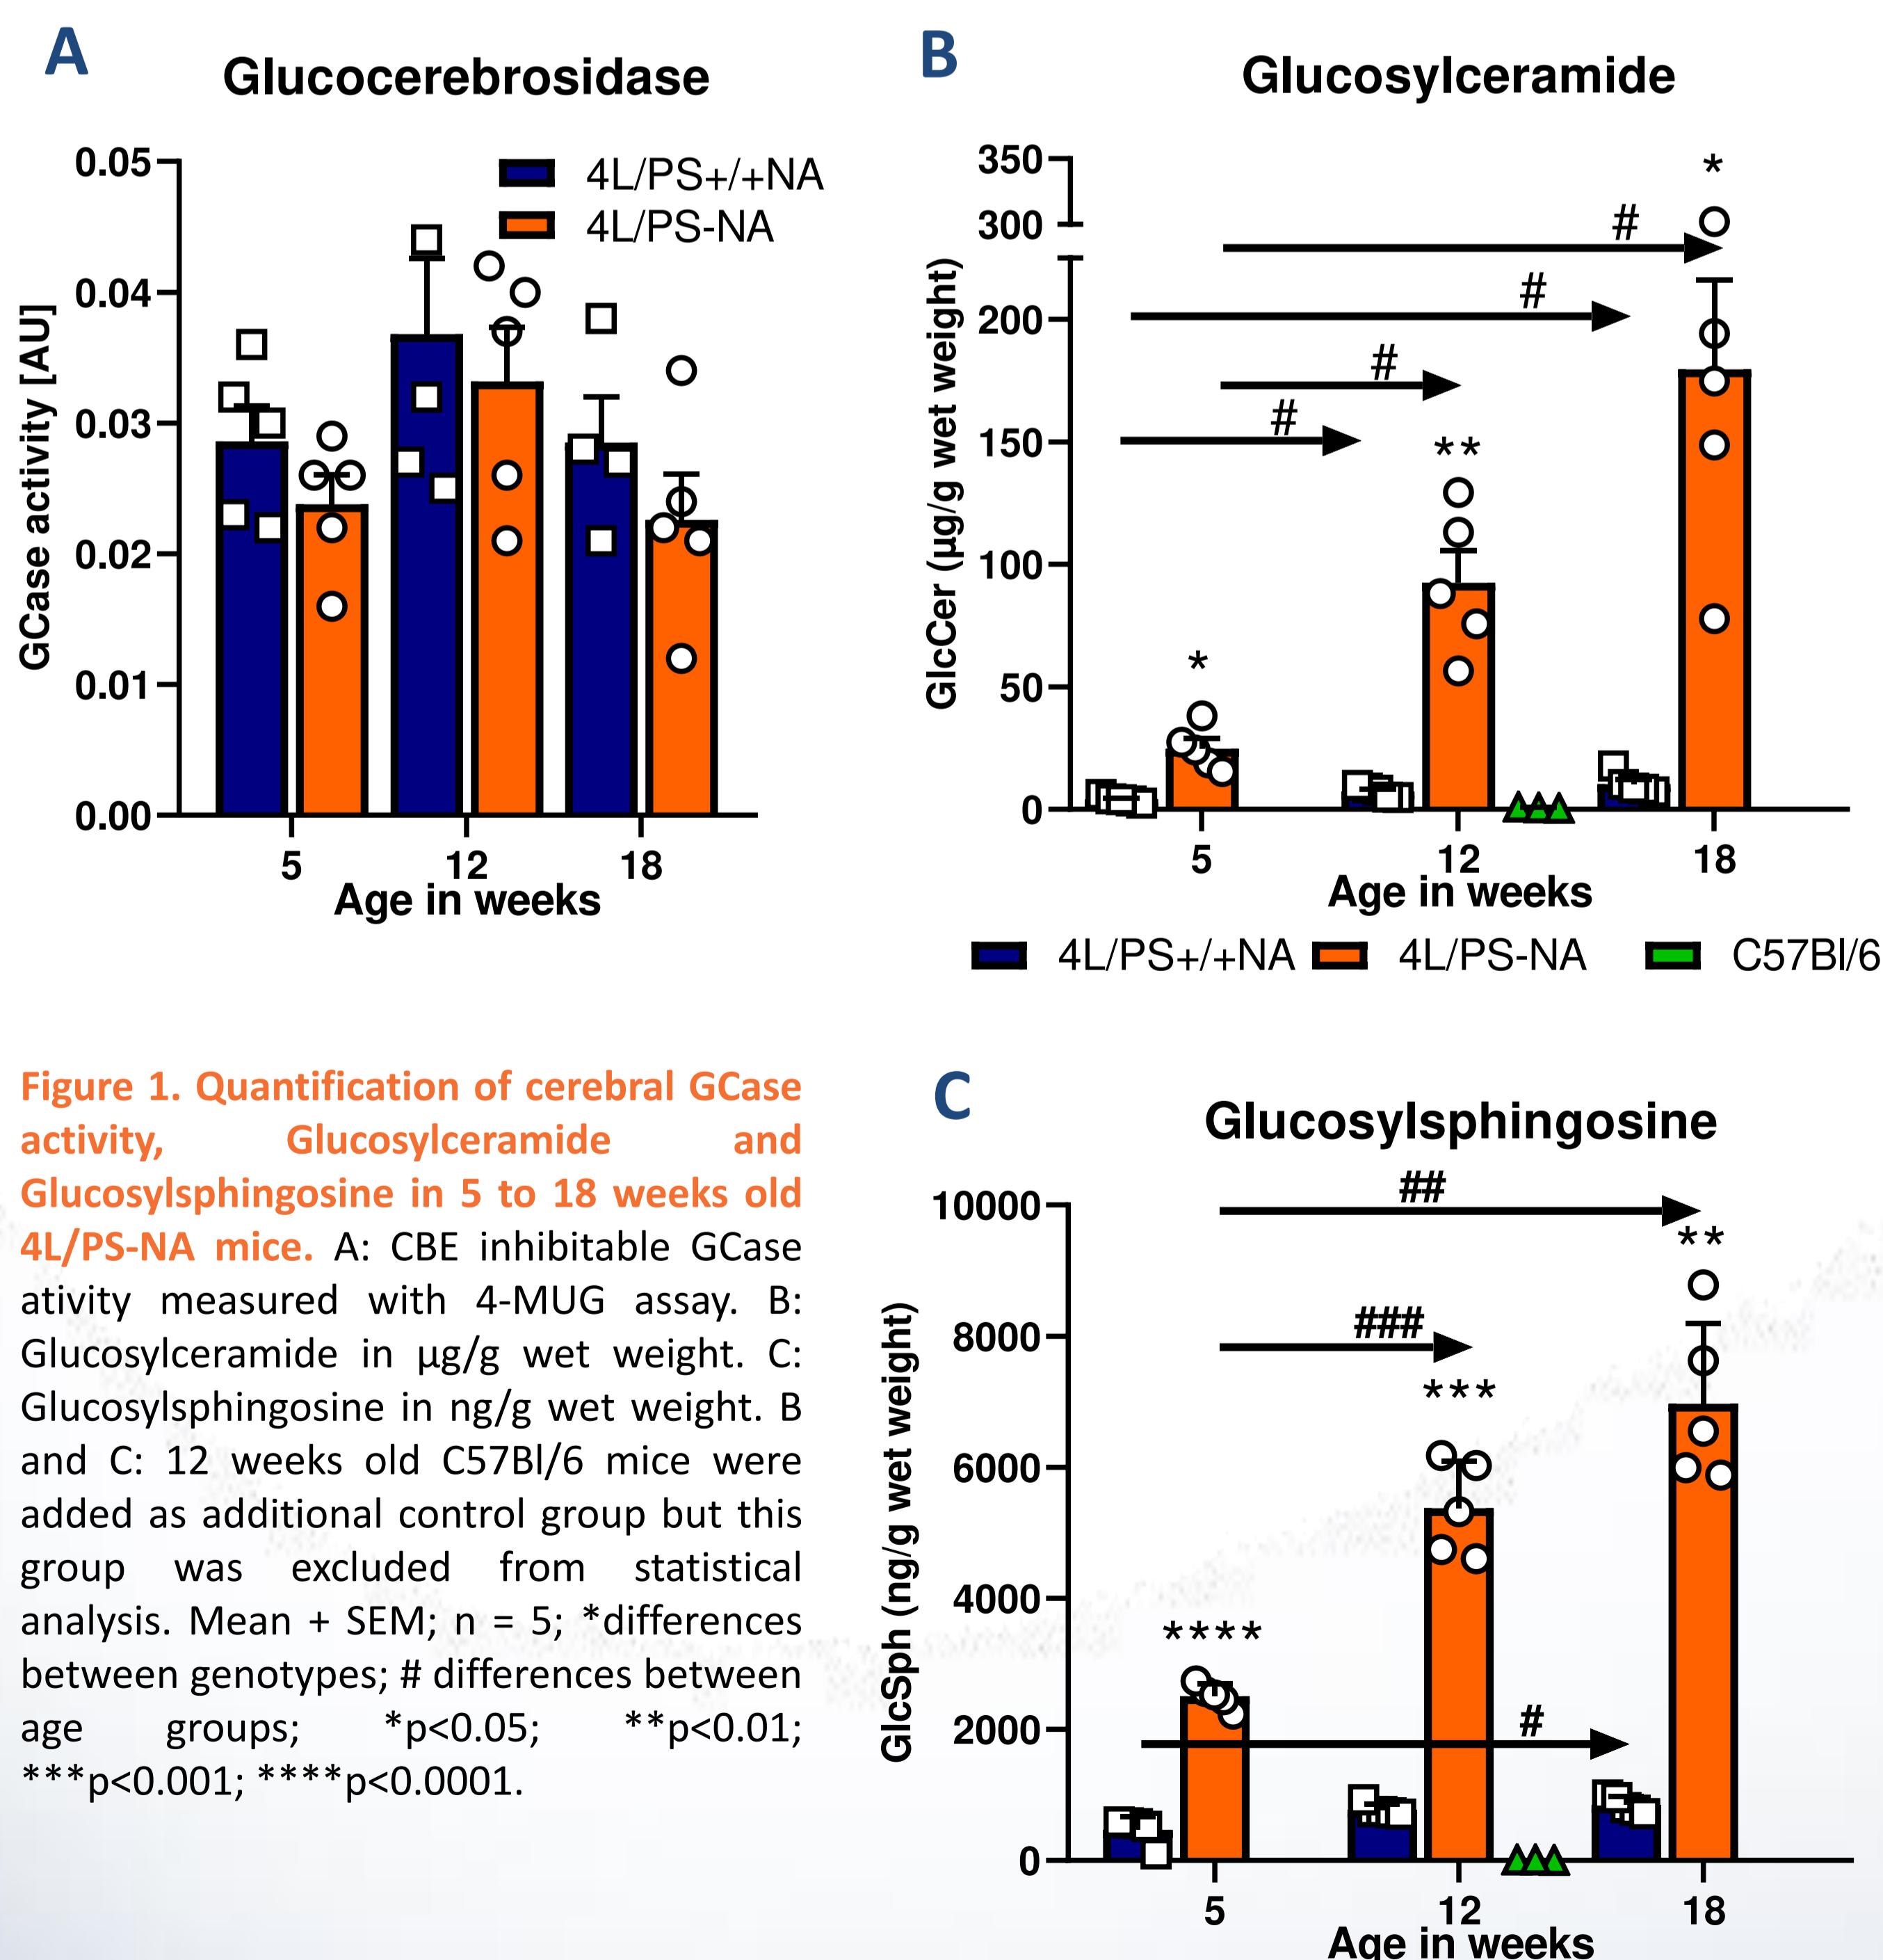 A
Glucocerebrosidase
0.05
0.04
0.03
0.02
0.01
0.00
GCase activity [AU]
4L/PS+/+NA
4L/PS-NA
5
12
18
Age in weeks
B
Glucosylceramide
350
300
200
150
100
50
0
GlcCer (µg/g wet weight)
*
#
#
#
#
**
*
5
12
18
Age in weeks
4L/PS+/+NA
4L/PS-NA
C57Bl/6
Figure 1. Quantification of cerebral GCase
activity, Glucosylceramide and
Glucosylsphingosine in 5 to 18 weeks old
4L/PS-NA mice. A: CBE inhibitable GCase
ativity measured with 4-MUG assay. B:
Glucosylceramide in µg/g wet weight. C:
Glucosylsphingosine in ng/g wet weight. B
and C: 12 weeks old C57Bl/6 mice were
added as additional control group but this
group was excluded from statistical
analysis. Mean + SEM; n = 5; *differences
between genotypes; # differences between
age groups; *p<0.05; **p<0.01;
***p<0.001; ****p<0.0001.
C
Glucosylsphingosine
10000
8000
6000
4000
2000
0
GlcSph (ng/g wet weight)
##
**
###
***
****
#
5
12
18
Age in weeks